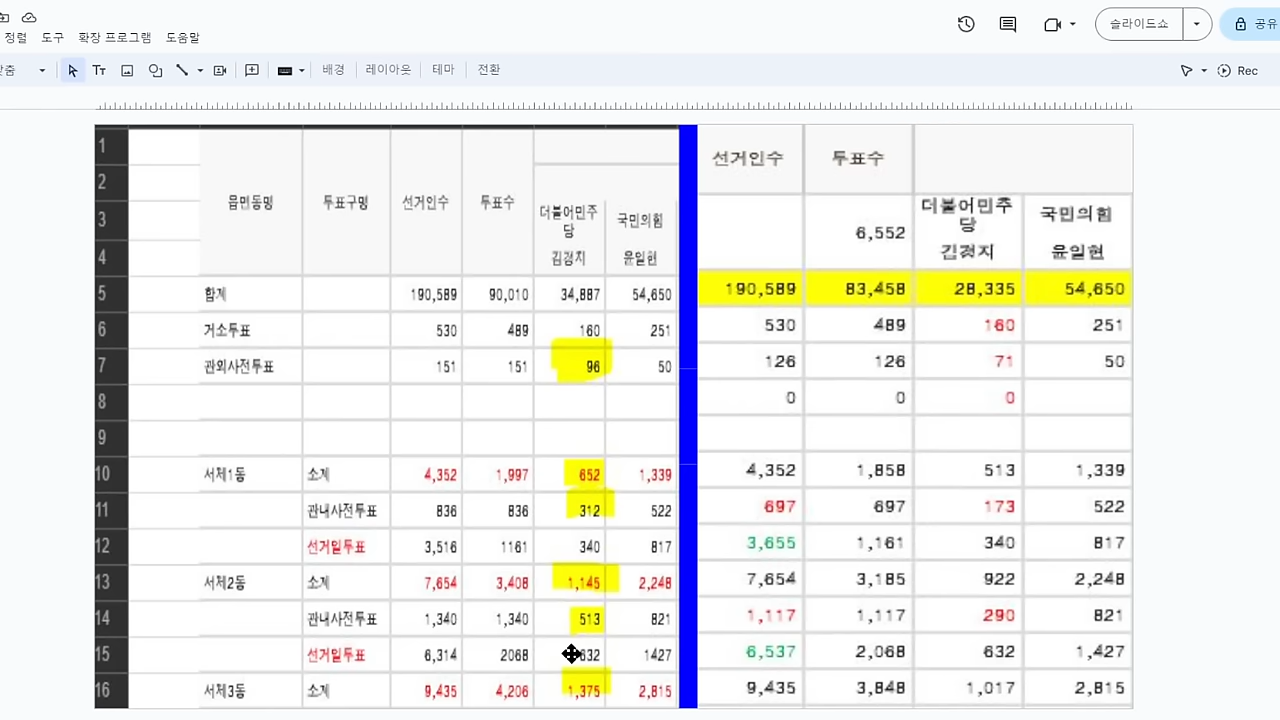 정렬 도구 확장 프로그램 도움말
슬라이드쇼
공유
배경 레이아웃 테마 전환
Rec
1
2
3
4
읍면동명 투표구명 선거인수 투표수 더불어민주당 국민의힘
김경지 윤일현
5 합계 190,589 90,010 34,887 54,650
6 거소투표 530 489 160 251
7 관외사전투표 151 151 96 50
8
9
10 서제1동 소계 4,352 1,997 652 1,339
11 관내사전투표 836 836 312 522
12 선거일투표 3,516 1161 340 817
13 서제2동 소계 7,654 3,408 1,145 2,248
14 관내사전투표 1,340 1,340 513 821
15 선거일투표 6,314 2068 632 1427
16 서제3동 소계 9,435 4,206 1,375 2,815
선거인수 투표수
6,552 더불어민주당 국민의힘
김경지 윤일현
190,589 83,458 28,335 54,650
530 489 160 251
126 126 71 50
0 0 0
4,352 1,858 513 1,339
697 697 173 522
3,655 1,161 340 817
7,654 3,185 922 2,248
1,117 1,117 290 821
6,537 2,068 632 1,427
9,435 3,848 1,017 2,815